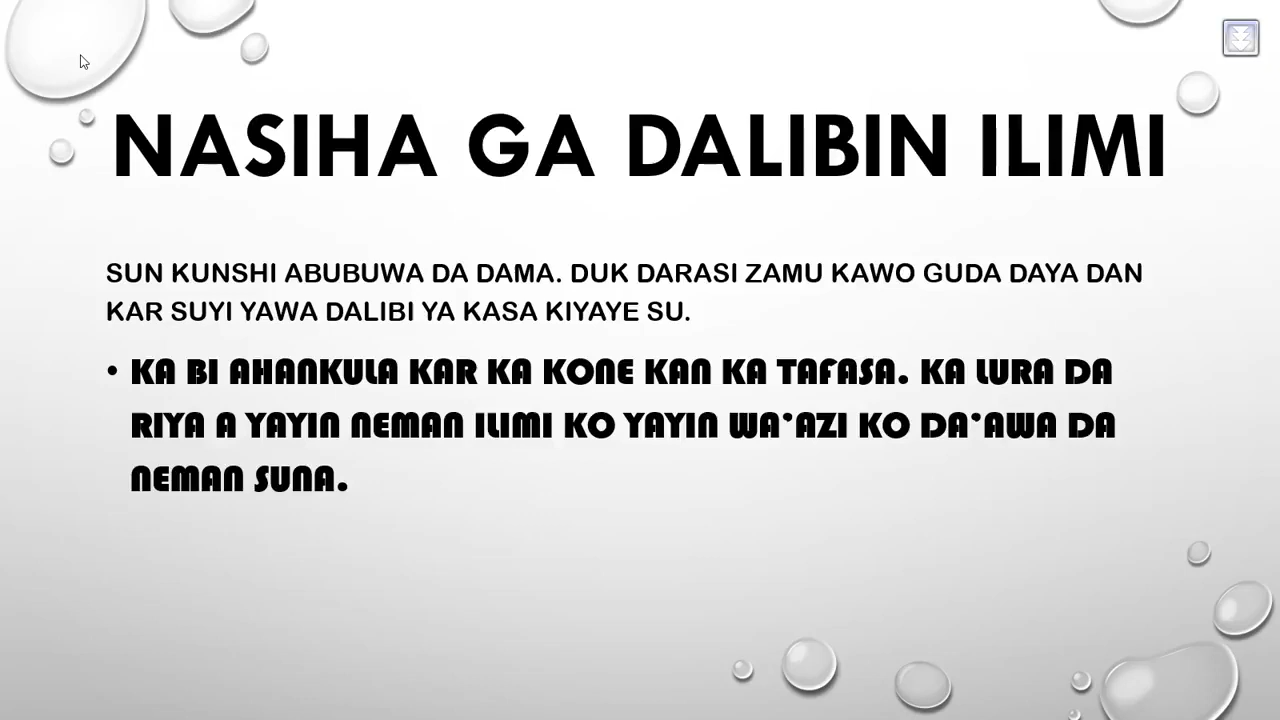 NASIHA GA DALIBIN ILIMI
SUN KUNSHI ABUBUWA DA DAMA. DUK DARASI ZAMU KAWO GUDA DAYA DAN
KAR SUYI YAWA DALIBI YA KASA KIYAYE SU.
• KA BI AHANKULA KAR KA KONE KAN KA TAFASA. KA LURA DA
RIYA A YAYIN NEMAN ILIMI KO YAYIN WA'AZI KO DA'AWA DA
NEMAN SUNA.